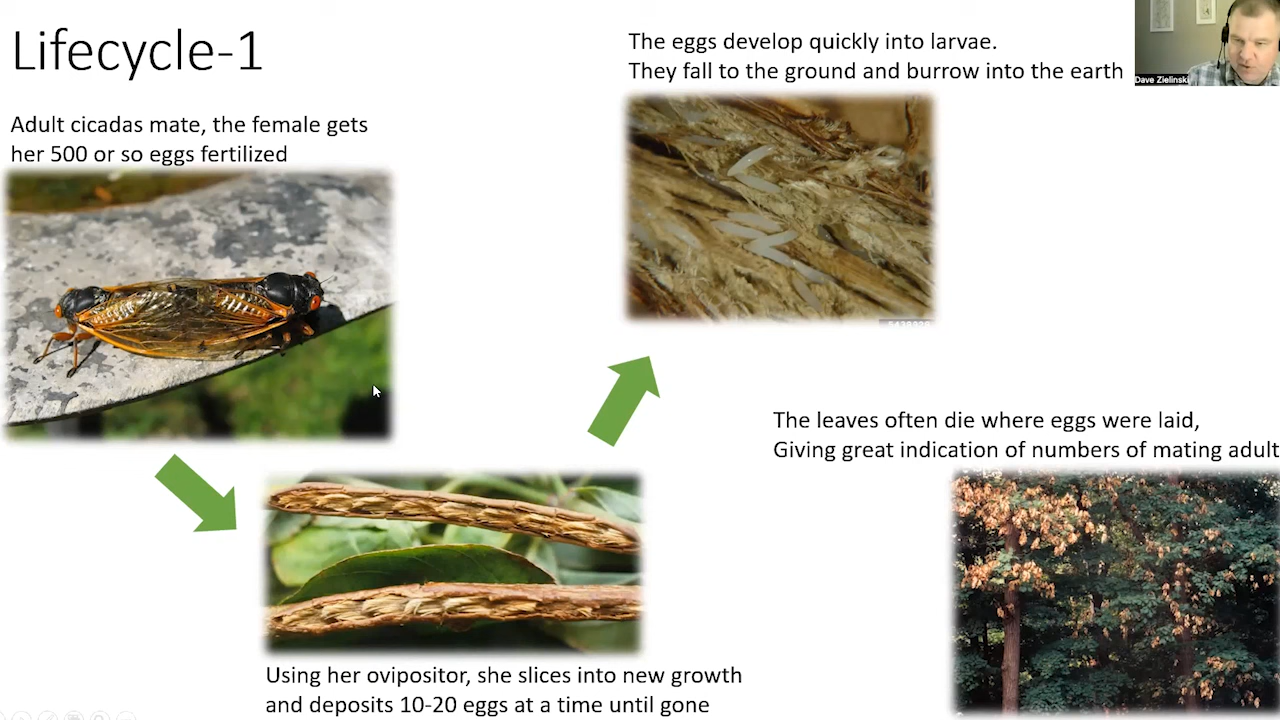 Lifecycle-1
Adult cicadas mate, the female gets
her 500 or so eggs fertilized
Using her ovipositor, she slices into new growth
and deposits 10-20 eggs at a time until gone
The eggs develop quickly into larvae.
They fall to the ground and burrow into the earth
The leaves often die where eggs were laid,
Giving great indication of numbers of mating adult
Dave Zielinski